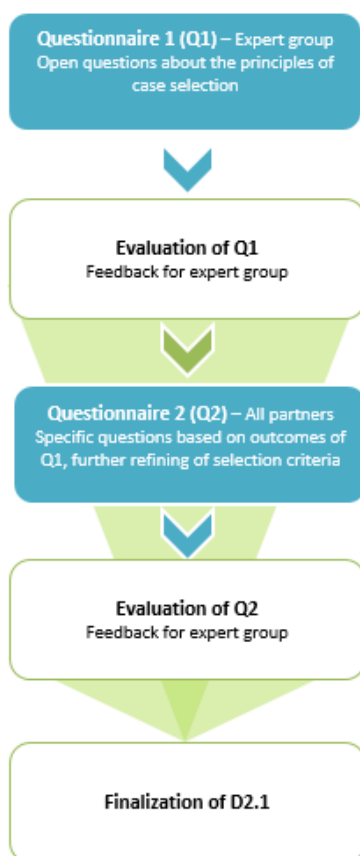 Questionnaire 1 (Q1) – Expert group
Open questions about the principles of
case selection
Evaluation of Q1
Feedback for expert group
Questionnaire 2 (Q2) – All partners
Specific questions based on outcomes of
Q1, further refining of selection criteria
Evaluation of Q2
Feedback for expert group
Finalization of D2.1